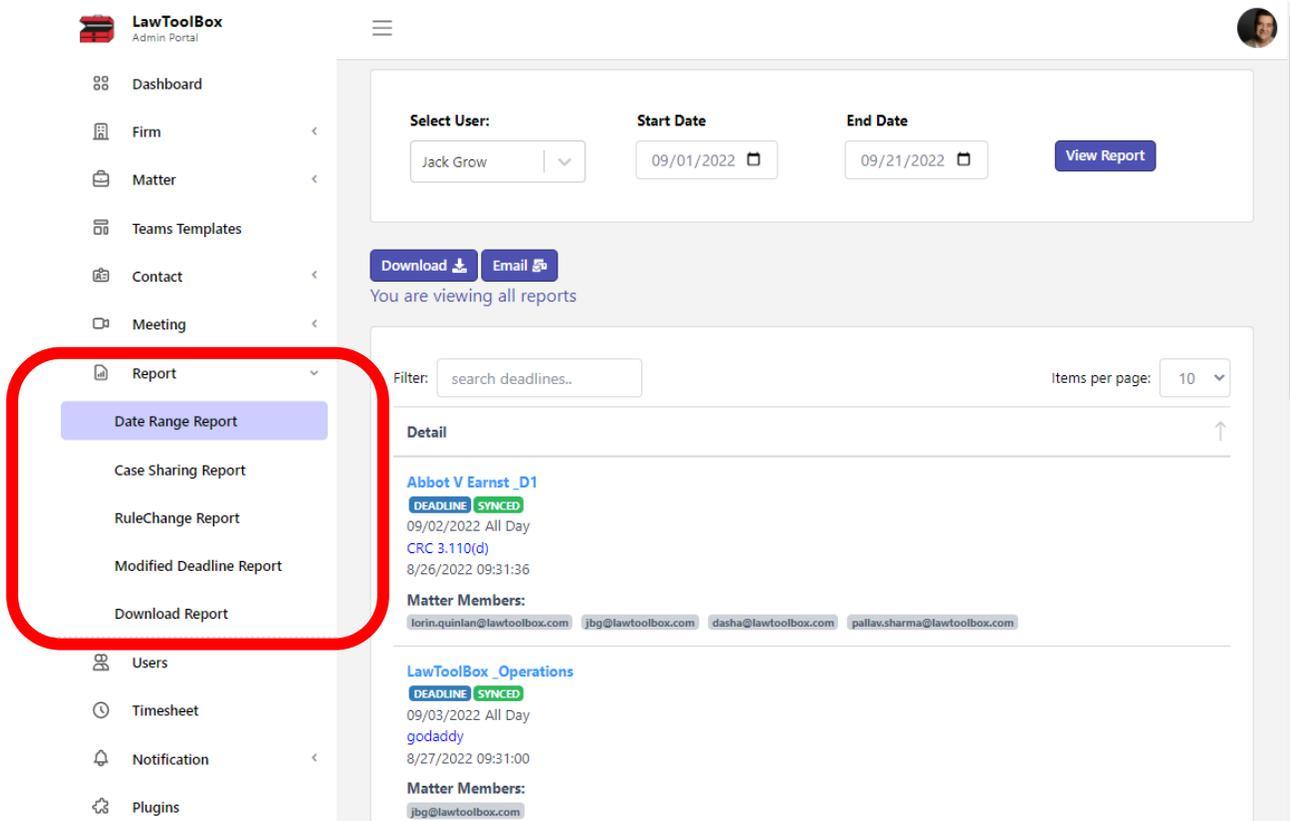 LawToolBox
Admin Portal
Dashboard
Firm
Matter
Teams Templates
Contact
Meeting
Report
Date Range Report
Case Sharing Report
RuleChange Report
Modified Deadline Report
Download Report
Users
Timesheet
Notification
Plugins
Select User: Start Date End Date
Jack Grow 09/01/2022 09/21/2022 View Report
Download Email
You are viewing all reports
Filter: search deadlines.. Items per page: 10
Detail
Abbot V Earnst _D1
DEADLINE SYNCED
09/02/2022 All Day
CRC 3.110(d)
8/26/2022 09:31:36
Matter Members:
lorin.quinlan@lawtoolbox.com jbg@lawtoolbox.com dasha@lawtoolbox.com pallav.sharma@lawtoolbox.com
LawToolBox _Operations
DEADLINE SYNCED
09/03/2022 All Day
godaddy
8/27/2022 09:31:00
Matter Members:
jbg@lawtoolbox.com